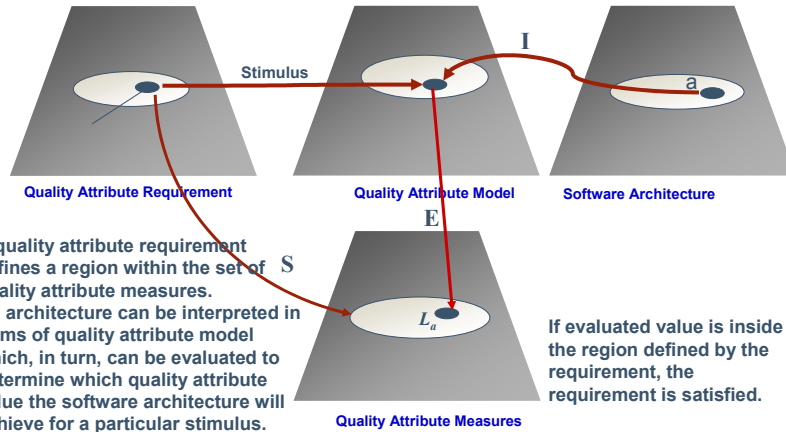 Stimulus
I
a
Quality Attribute Requirement
Quality Attribute Model
Software Architecture
E
S
quality attribute requirement
fines a region within the set of
ality attribute measures.
architecture can be interpreted in
ms of quality attribute model
ich, in turn, can be evaluated to
termine which quality attribute
lue the software architecture will
hieve for a particular stimulus.
La
If evaluated value is inside
the region defined by the
requirement, the
requirement is satisfied.
Quality Attribute Measures